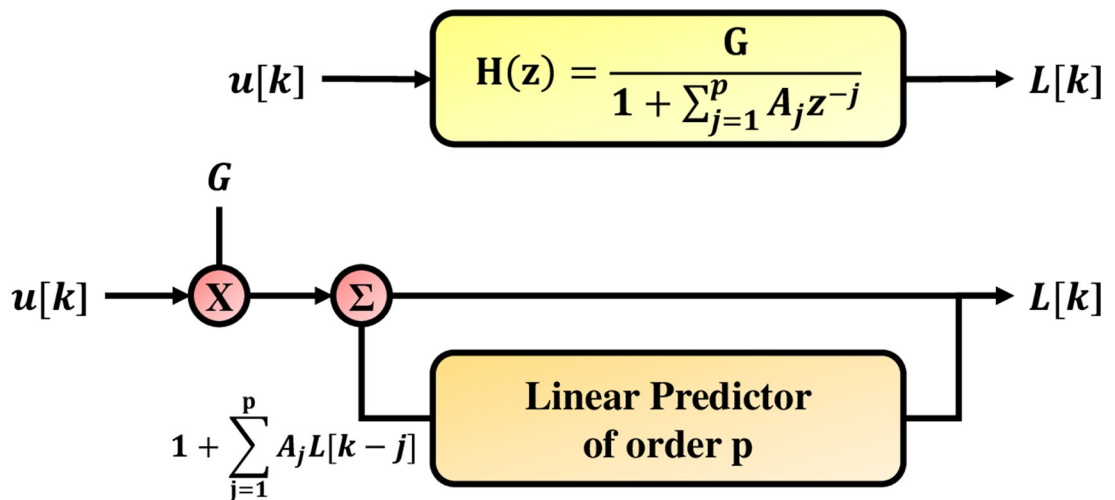 u[k] H(z) = G / (1 + ∑_{j=1}^{p} A_j z^{-j}) L[k]
G
u[k] X Σ L[k]
Linear Predictor
of order p
1 + ∑_{j=1}^{p} A_j L[k − j]